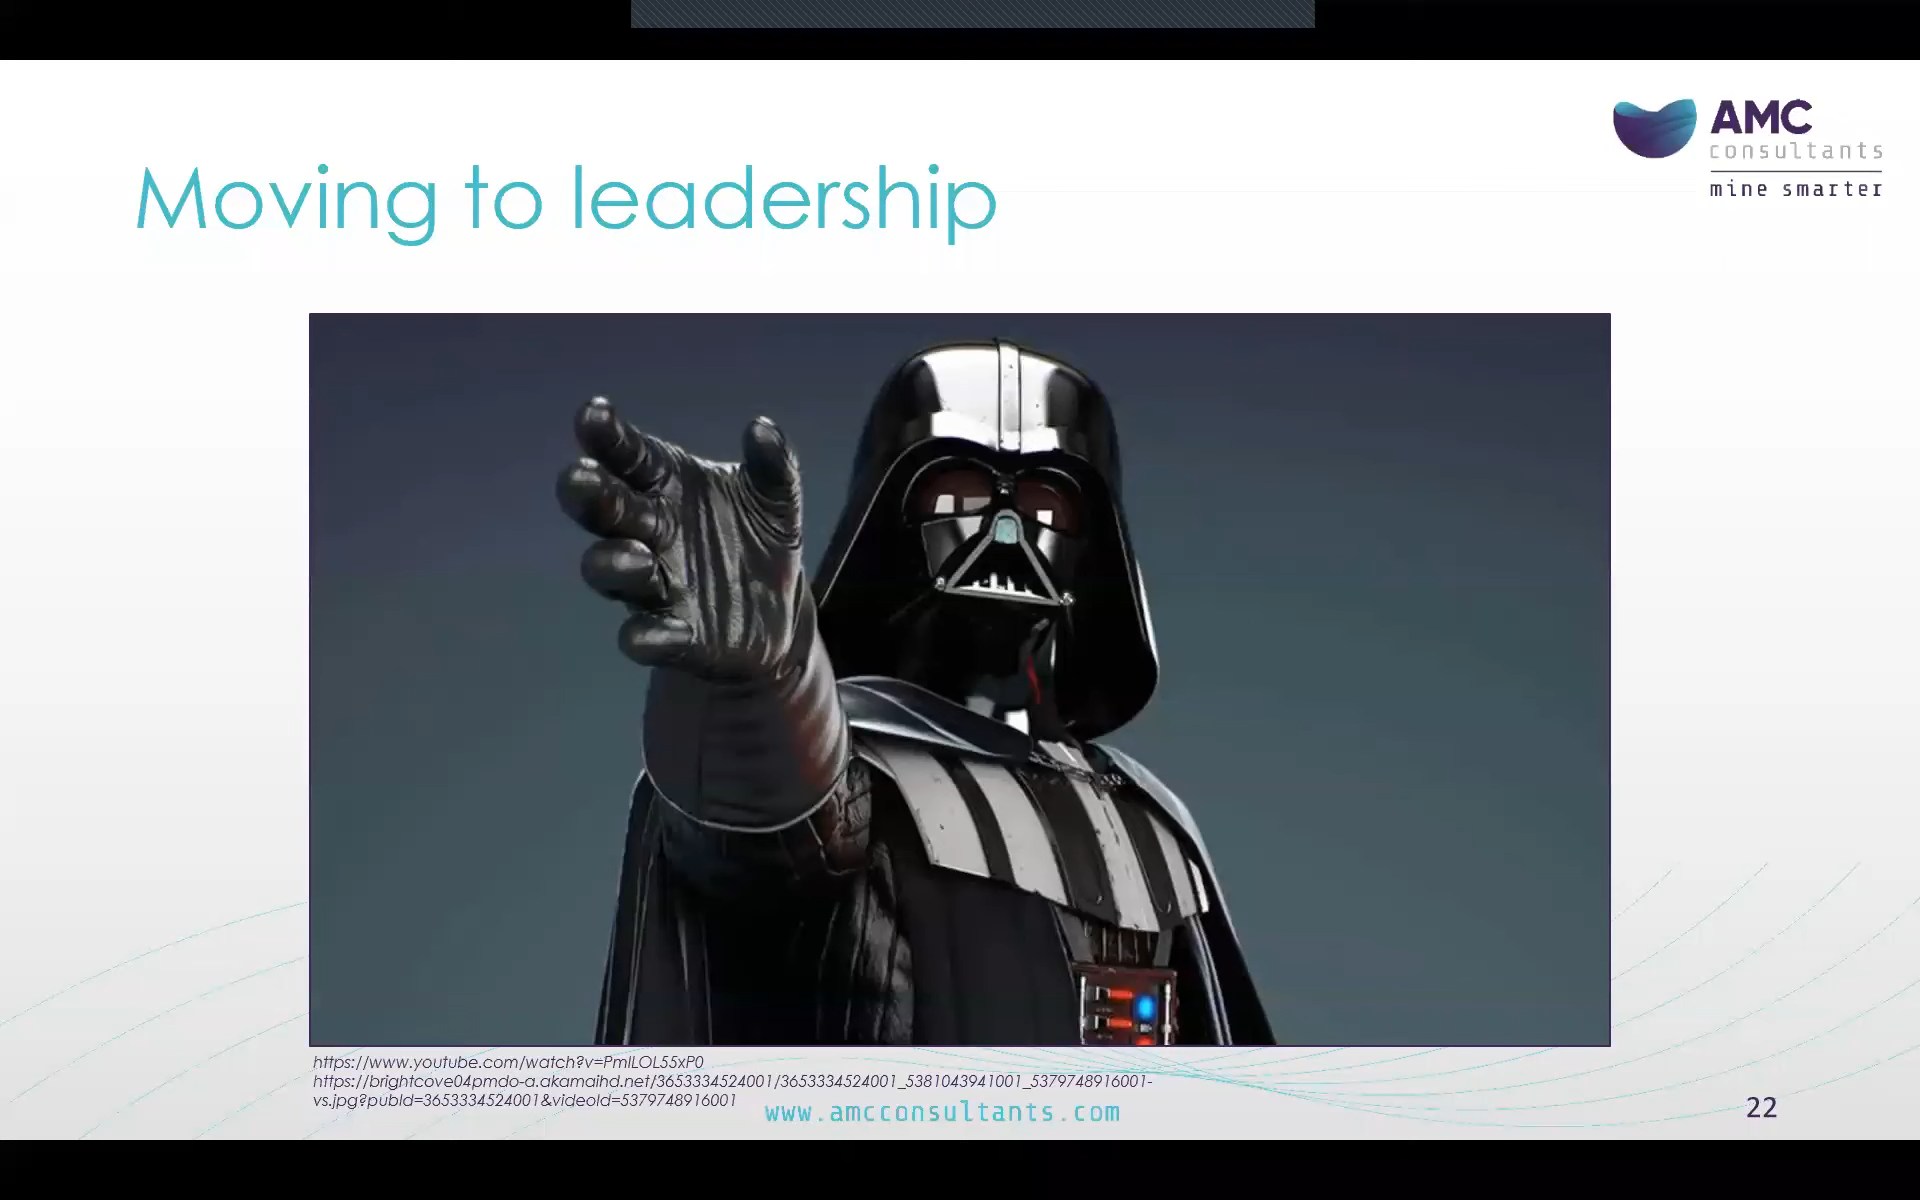 AMC
consultants
mine smarter
Moving to leadership
https://www.youtube.com/watch?v=PmILOL55xP0
https://brightcove04pmdo-a.akamaihd.net/3653334524001/3653334524001_5381043941001_5379748916001-
vs.jpg?pubId=3653334524001&videoId=5379748916001
www.amcconsultants.com
22